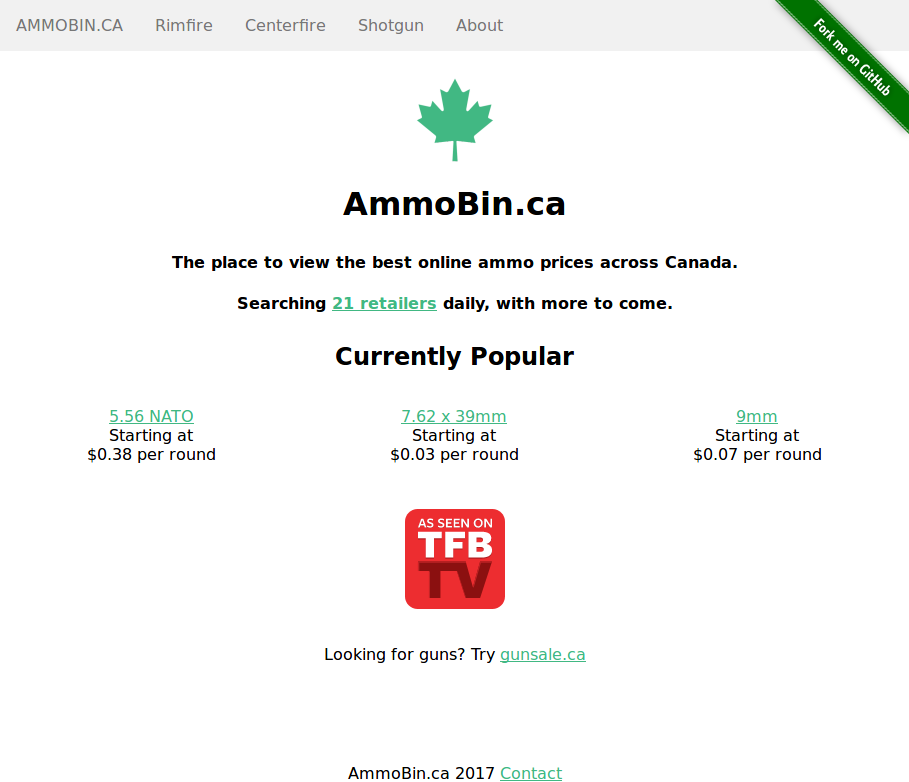 AMMOBIN.CA Rimfire Centerfire Shotgun About
Fork me on GitHub
AmmoBin.ca
The place to view the best online ammo prices across Canada.
Searching 21 retailers daily, with more to come.
Currently Popular
5.56 NATO
Starting at
$0.38 per round
7.62 x 39mm
Starting at
$0.03 per round
9mm
Starting at
$0.07 per round
AS SEEN ON
TFB
TV
Looking for guns? Try gunsale.ca
AmmoBin.ca 2017 Contact